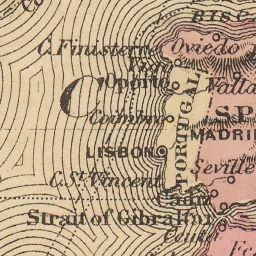 BISC
C. Finisterre
Oviedo
Vigo
Oporto
Valla
Coimbra
SP
MADRI
LISBON
PORTUGAL
Seville
C. St. Vincent
Cadiz
Strait of Gibraltar
Ceuta